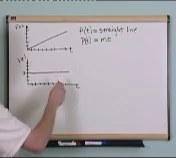 P(t) = straight line
P(t) = mt
t